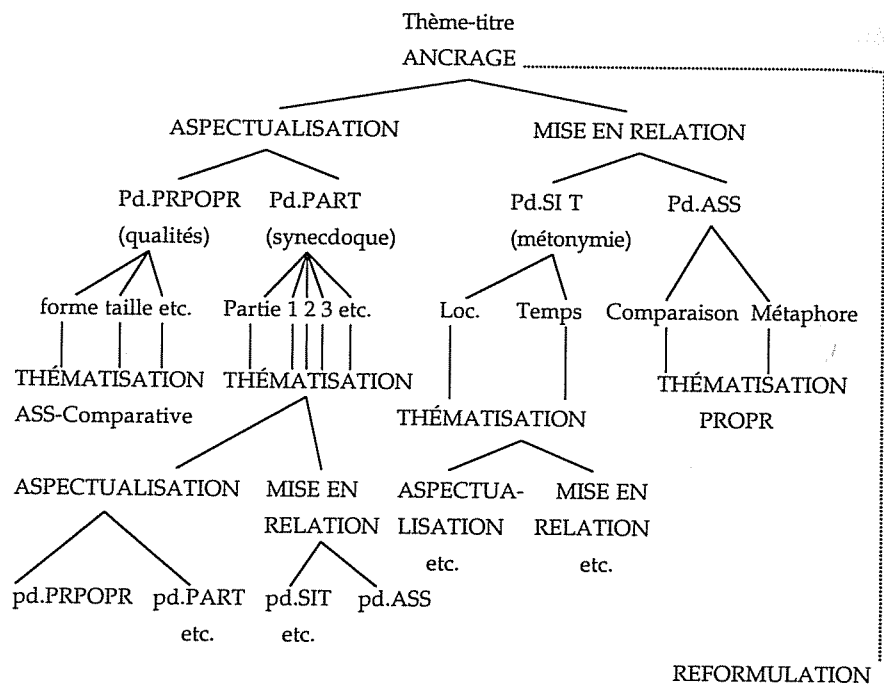 Thème-titre
ANCRAGE
ASPECTUALISATION MISE EN RELATION
Pd.PRPOPR Pd.PART Pd.SI T Pd.ASS
(qualités) (synecdoque) (métonymie)
forme taille etc. Partie 1 2 3 etc. Loc. Temps Comparaison Métaphore
THÉMATISATION THÉMATISATION THÉMATISATION
ASS-Comparative THÉMATISATION PROPR
ASPECTUALISATION MISE EN ASPECTUA- MISE EN
RELATION LISATION RELATION
etc. etc.
pd.PRPOPR pd.PART pd.SIT pd.ASS
etc. etc.
REFORMULATION